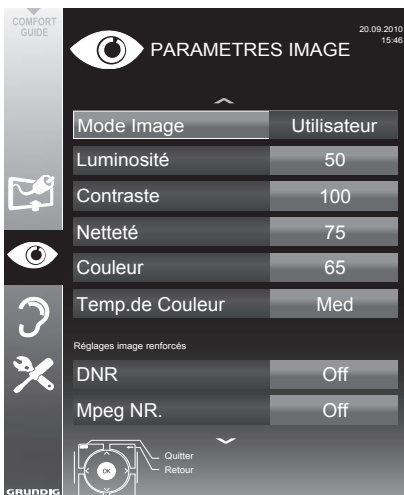 COMFORT
GUIDE
PARAMETRES IMAGE
20.09.2010
15:46
Mode Image Utilisateur
Luminosité 50
Contraste 100
Netteté 75
Couleur 65
Temp.de Couleur Med
Réglages image renforcés
DNR Off
Mpeg NR. Off
OK
Quitter
Retour
GRUNDIG